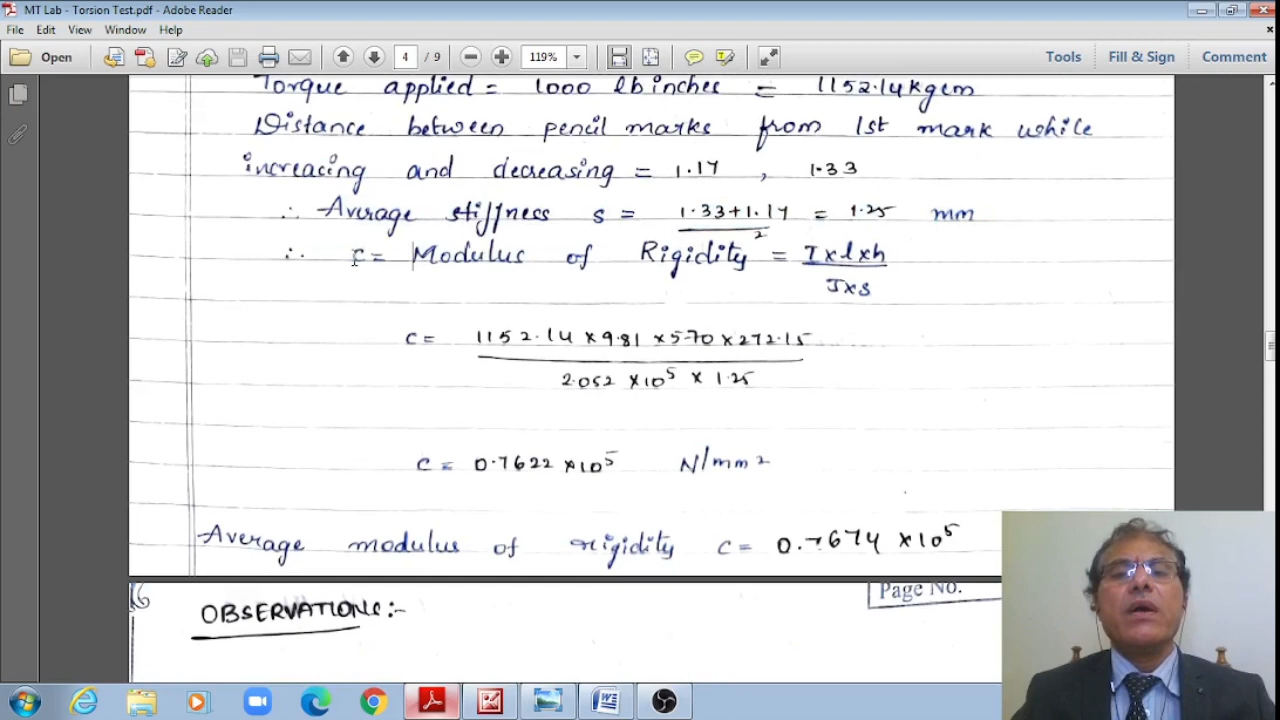 MT Lab - Torsion Test.pdf - Adobe Reader
File Edit View Window Help
Open 4 / 9 119% Tools Fill & Sign Comment
Torque applied = 1000 lb inches = 1152.14 kgcm
Distance between pencil marks from 1st mark while
increasing and decreasing = 1.17 , 1.33
∴ Average stiffness s = 1.33+1.17 = 1.25 mm
2
∴ C = Modulus of Rigidity = T x l x h
J x s
C = 1152.14 x 9.81 x 5.70 x 272.15
2.052 x 10^5 x 1.25
C = 0.7622 x 10^5 N/mm^2
Average modulus of rigidity C = 0.7674 x 10^5
Page No.
OBSERVATIONS:-